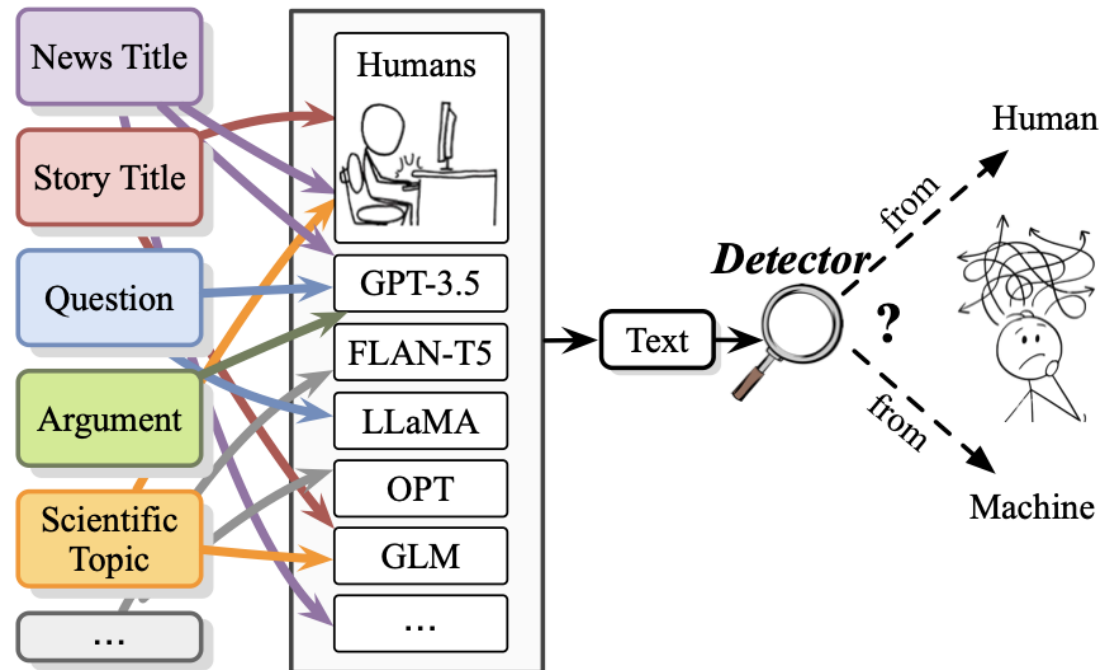 News Title
Story Title
Question
Argument
Scientific
Topic
...
Humans
GPT-3.5
FLAN-T5
LLaMA
OPT
GLM
...
Text
Detector
?
from
Human
from
Machine